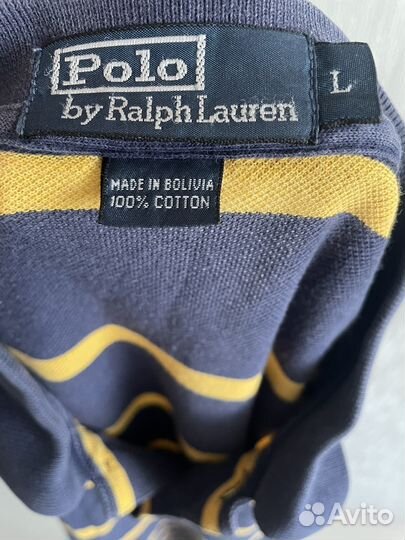 Polo
by Ralph Lauren
L
MADE IN BOLIVIA
100% COTTON
Avito